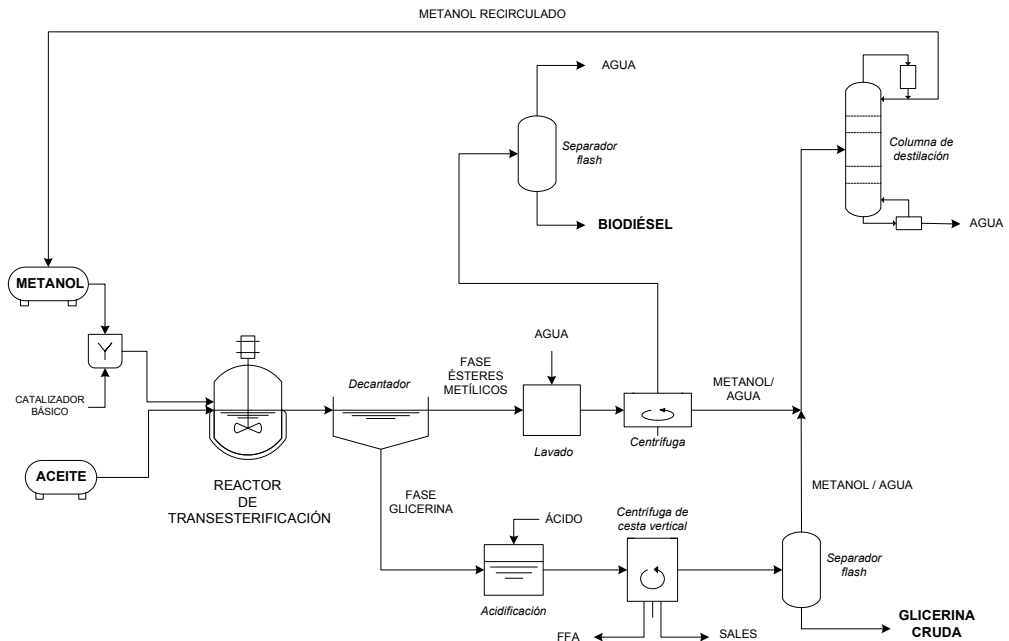 METANOL RECIRCULADO
AGUA
Separador
flash
BIODIÉSEL
Columna de
destilación
AGUA
METANOL
CATALIZADOR
BÁSICO
ACEITE
REACTOR
DE
TRANSESTERIFICACIÓN
Decantador
FASE
ÉSTERES
METÍLICOS
AGUA
Lavado
METANOL/
AGUA
Centrífuga
FASE
GLICERINA
ÁCIDO
Acidificación
Centrífuga de
cesta vertical
FFA
SALES
METANOL / AGUA
Separador
flash
GLICERINA
CRUDA